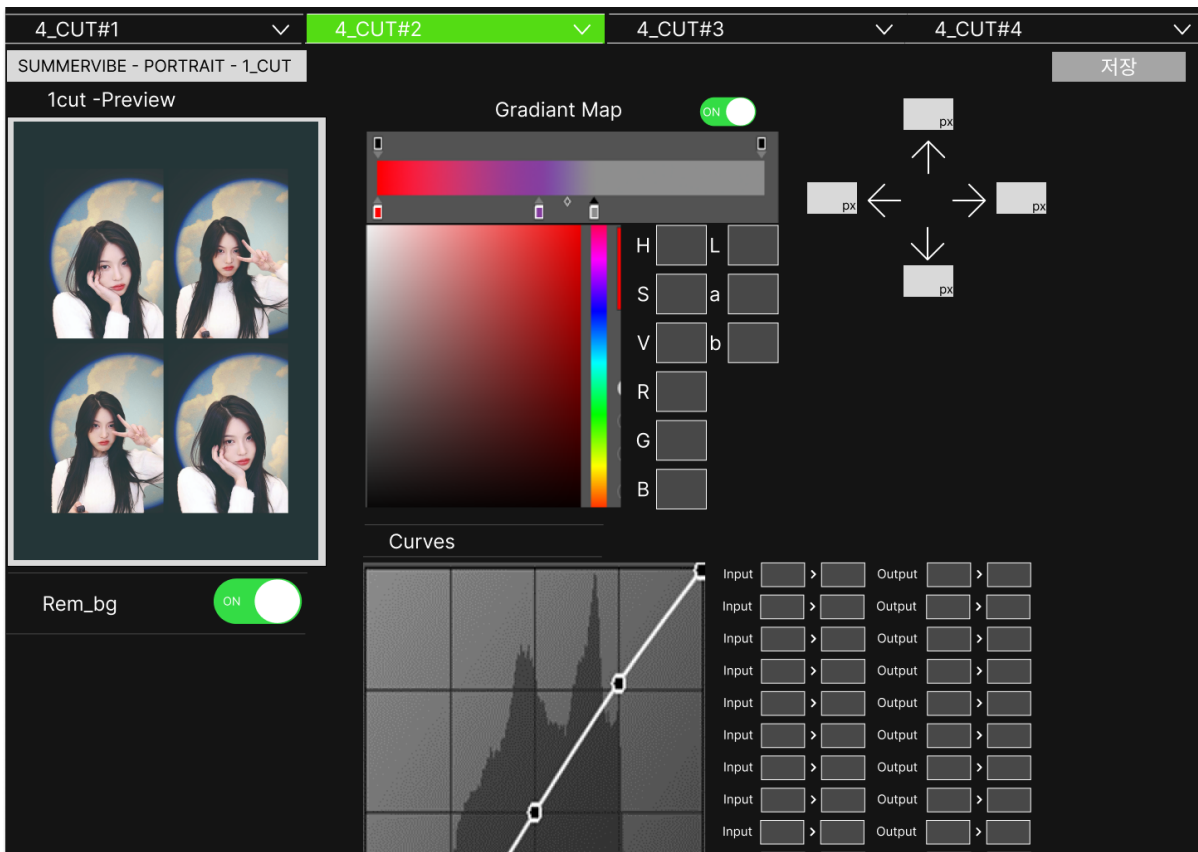 4_CUT#1
4_CUT#2
4_CUT#3
4_CUT#4
SUMMERVIBE - PORTRAIT - 1_CUT
저장
1cut -Preview
Gradiant Map
ON
px
px
px
px
H
L
S
a
V
b
R
G
B
Curves
Rem_bg
ON
Input > Output >
Input > Output >
Input > Output >
Input > Output >
Input > Output >
Input > Output >
Input > Output >
Input > Output >
Input > Output >